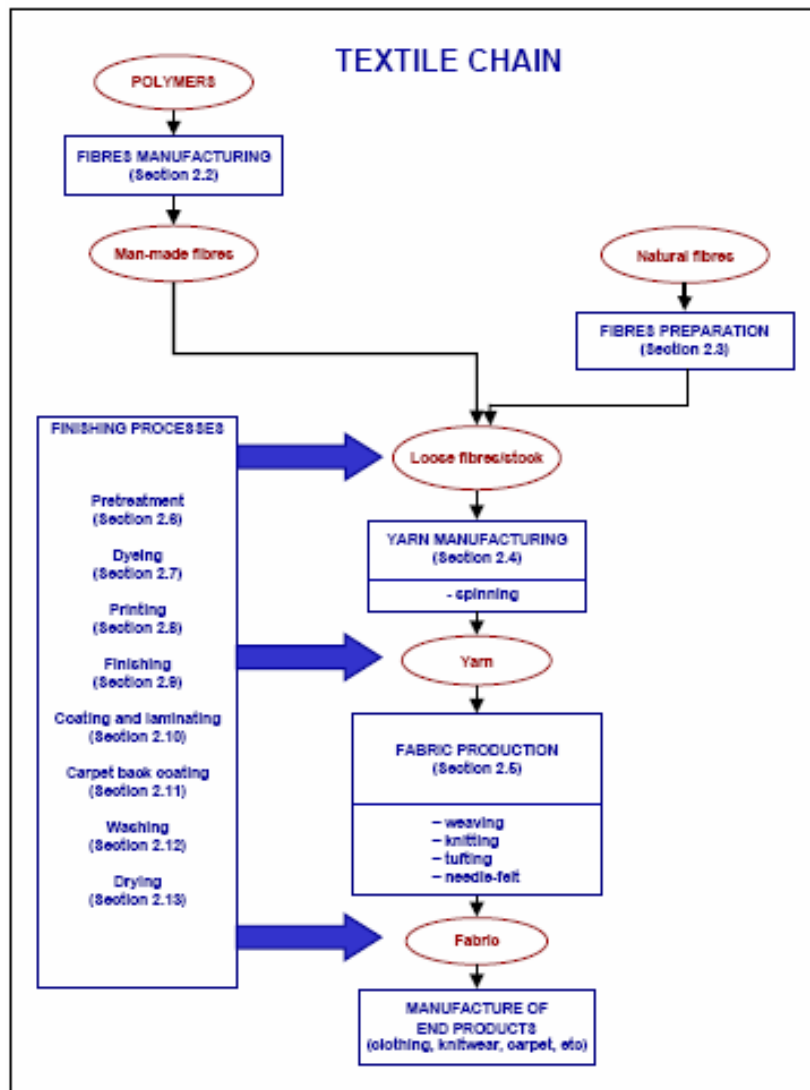 TEXTILE CHAIN
POLYMERS
FIBRES MANUFACTURING
(Section 2.2)
Man-made fibres
Natural fibres
FIBRES PREPARATION
(Section 2.3)
FINISHING PROCESSES
Pretreatment
(Section 2.6)
Dyeing
(Section 2.7)
Printing
(Section 2.8)
Finishing
(Section 2.9)
Coating and laminating
(Section 2.10)
Carpet back coating
(Section 2.11)
Washing
(Section 2.12)
Drying
(Section 2.13)
Loose fibres/stock
YARN MANUFACTURING
(Section 2.4)
- spinning
Yarn
FABRIC PRODUCTION
(Section 2.5)
– weaving
– knitting
– tufting
– needle-felt
Fabric
MANUFACTURE OF
END PRODUCTS
(clothing, knitwear, carpet, etc)